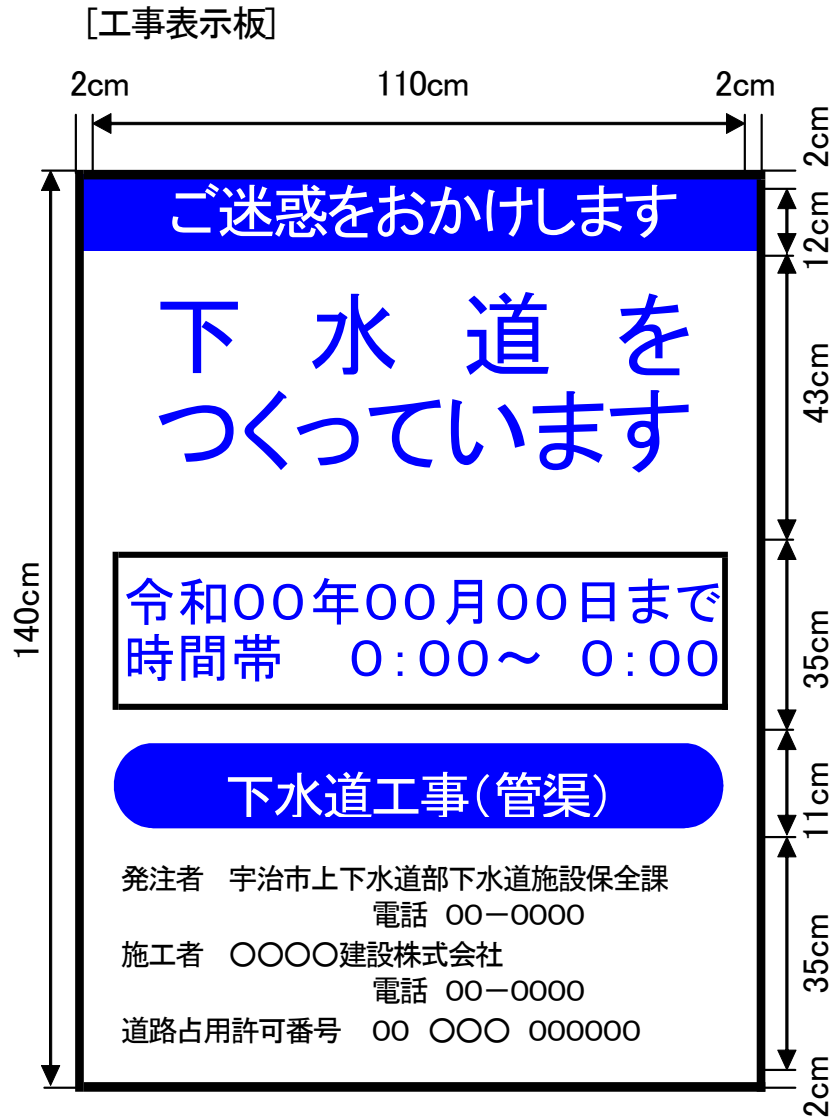 [工事表示板]
2cm 110cm 2cm
2cm
ご迷惑をおかけします
12cm
下水道を
つくっています
43cm
140cm
令和００年００月００日まで
時間帯　０：００～　０：００
35cm
下水道工事（管渠）
11cm
発注者　宇治市上下水道部下水道施設保全課
電話　００－００００
施工者　〇〇〇〇建設株式会社
電話　００－００００
道路占用許可番号　００　〇〇〇　００００００
35cm
2cm